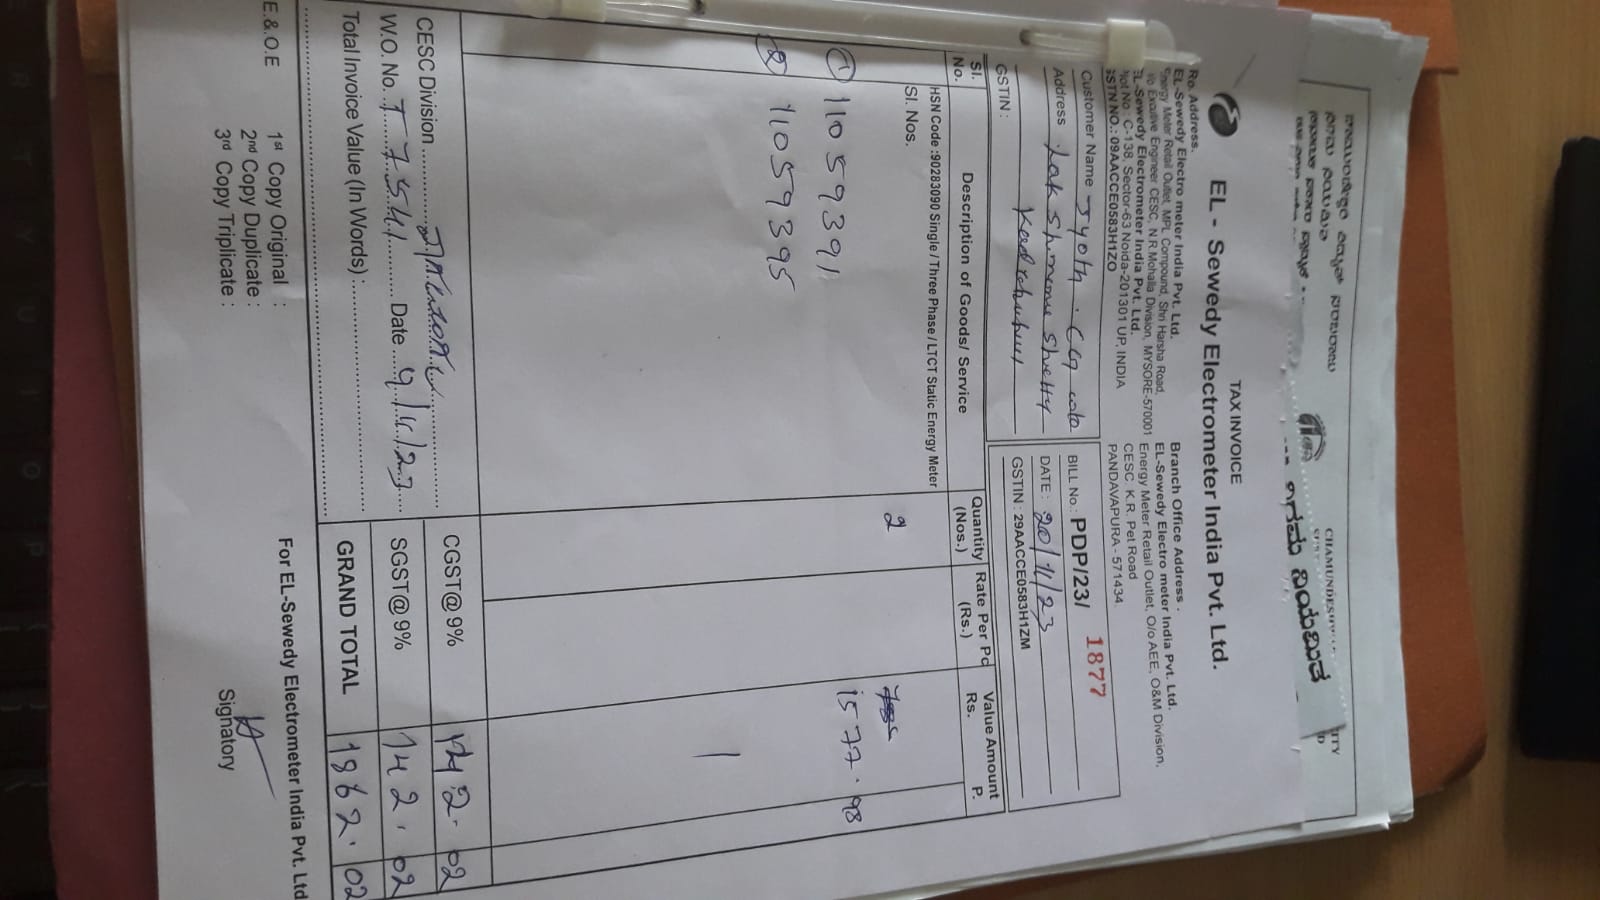 CHAMUNDES
TAX INVOICE
EL - Sewedy Electrometer India Pvt. Ltd.
Ro. Address.
EL-Sewedy Electro meter India Pvt. Ltd.
Energy Meter Retail Outlet, MPL Compound, Shri Harsha Road,
Executive Engineer CESC, N.R.Mohalla Division, MYSORE-570001
EL-Sewedy Electrometer India Pvt. Ltd.
No : C-138, Sector-63 Noida-201301 UP, INDIA
GSTN NO.: 09AACCE0583H1ZO
Branch Office Address .
EL-Sewedy Electro meter India Pvt. Ltd.
Energy Meter Retail Outlet, O/o AEE, O&M Division,
CESC. K.R. Pet Road
PANDAVAPURA - 571434.
Customer Name Jyothi
Address Lakshmana Shetty
GSTIN :
BILL No.: PDP/23/ 1877
DATE : 20/11/23
GSTIN : 29AACCE0583H1ZM
Sl. No. Description of Goods/ Service Quantity (Nos.) Rate Per Pc (Rs.) Value Amount Rs. P.
HSN Code :90283090 Single / Three Phase / LTCT Static Energy Meter
Sl. Nos.
2
① 11059391 1577.98
② 11059395
CESC Division
W.O. No. T 7541 Date 9/11/23
Total Invoice Value (In Words) :
CGST@9% 142.02
SGST@9% 142.02
GRAND TOTAL 1862.02
E.& O.E
1st Copy Original :
2nd Copy Duplicate :
3rd Copy Triplicate :
For EL-Sewedy Electrometer India Pvt. Ltd
Signatory